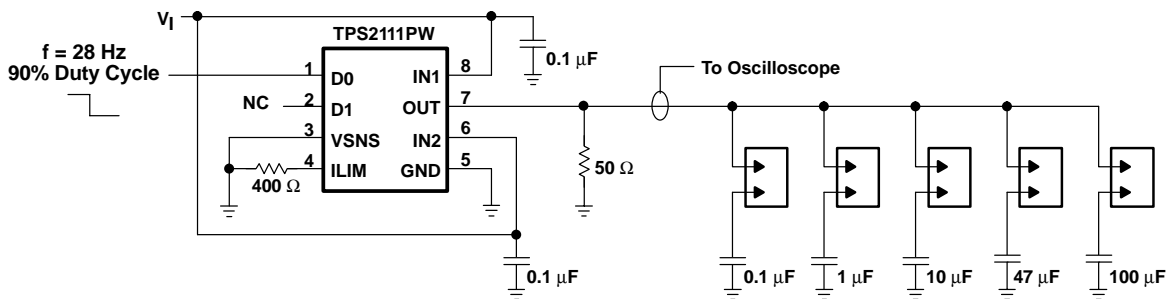 VI
TPS2111PW
0.1 μF
f = 28 Hz
90% Duty Cycle
1 D0 IN1 8
NC 2 D1 OUT 7
3 VSNS IN2 6
4 ILIM GND 5
400 Ω
To Oscilloscope
50 Ω
0.1 μF
0.1 μF
1 μF
10 μF
47 μF
100 μF